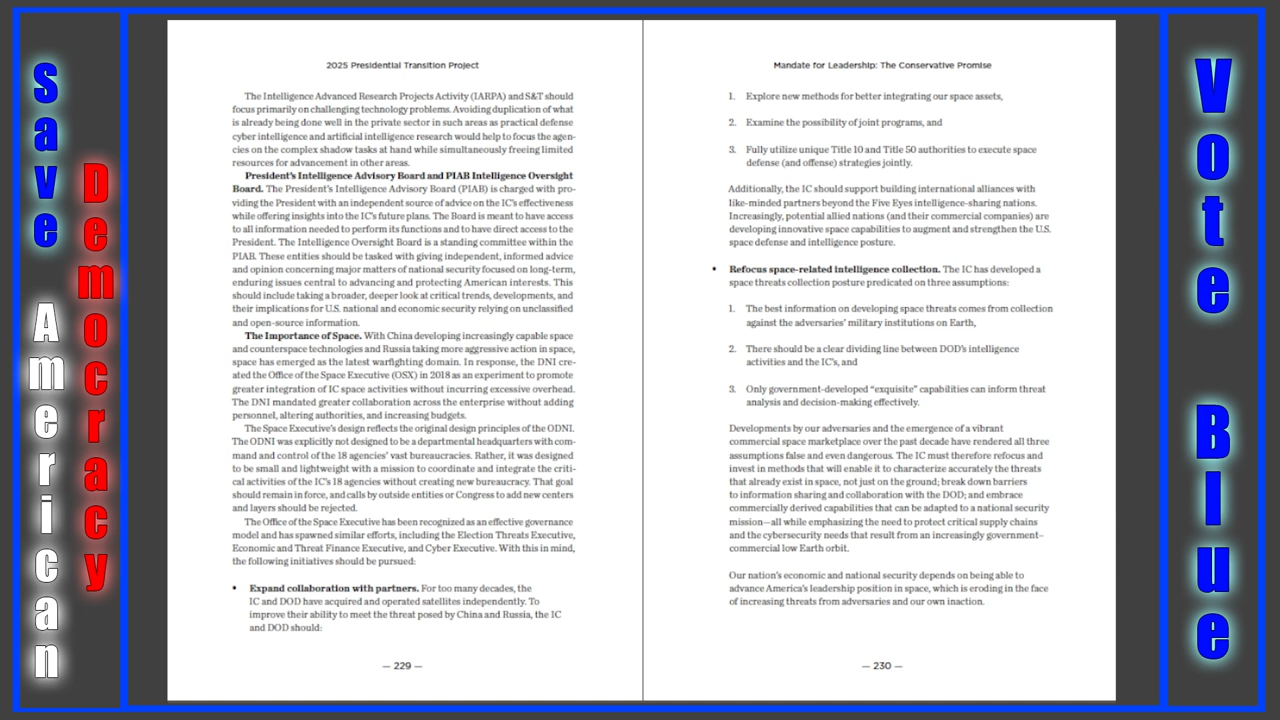 Save
American
Democracy
2025 Presidential Transition Project
The Intelligence Advanced Research Projects Activity (IARPA) and S&T should
focus primarily on challenging technology problems. Avoiding duplication of what
is already being done well in the private sector in such areas as practical defense
cyber intelligence and artificial intelligence research would help to focus the agen-
cies on the complex shadow tasks at hand while simultaneously freeing limited
resources for advancement in other areas.
President's Intelligence Advisory Board and PIAB Intelligence Oversight
Board. The President's Intelligence Advisory Board (PIAB) is charged with pro-
viding the President with an independent source of advice on the IC's effectiveness
while offering insights into the IC's future plans. The Board is meant to have access
to all information needed to perform its functions and to have direct access to the
President. The Intelligence Oversight Board is a standing committee within the
PIAB. These entities should be tasked with giving independent, informed advice
and opinion concerning major matters of national security focused on long-term,
enduring issues central to advancing and protecting American interests. This
should include taking a broader, deeper look at critical trends, developments, and
their implications for U.S. national and economic security relying on unclassified
and open-source information.
The Importance of Space. With China developing increasingly capable space
and counterspace technologies and Russia taking more aggressive action in space,
space has emerged as the latest warfighting domain. In response, the DNI cre-
ated the Office of the Space Executive (OSX) in 2018 as an experiment to promote
greater integration of IC space activities without incurring excessive overhead.
The DNI mandated greater collaboration across the enterprise without adding
personnel, altering authorities, and increasing budgets.
The Space Executive's design reflects the original design principles of the ODNI.
The ODNI was explicitly not designed to be a departmental headquarters with com-
mand and control of the 18 agencies' vast bureaucracies. Rather, it was designed
to be small and lightweight with a mission to coordinate and integrate the criti-
cal activities of the IC's 18 agencies without creating new bureaucracy. That goal
should remain in force, and calls by outside entities or Congress to add new centers
and layers should be rejected.
The Office of the Space Executive has been recognized as an effective governance
model and has spawned similar efforts, including the Election Threats Executive,
Economic and Threat Finance Executive, and Cyber Executive. With this in mind,
the following initiatives should be pursued:
• Expand collaboration with partners. For too many decades, the
IC and DOD have acquired and operated satellites independently. To
improve their ability to meet the threat posed by China and Russia, the IC
and DOD should:
— 229 —
Mandate for Leadership: The Conservative Promise
1. Explore new methods for better integrating our space assets,
2. Examine the possibility of joint programs, and
3. Fully utilize unique Title 10 and Title 50 authorities to execute space
defense (and offense) strategies jointly.
Additionally, the IC should support building international alliances with
like-minded partners beyond the Five Eyes intelligence-sharing nations.
Increasingly, potential allied nations (and their commercial companies) are
developing innovative space capabilities to augment and strengthen the U.S.
space defense and intelligence posture.
• Refocus space-related intelligence collection. The IC has developed a
space threats collection posture predicated on three assumptions:
1. The best information on developing space threats comes from collection
against the adversaries' military institutions on Earth,
2. There should be a clear dividing line between DOD's intelligence
activities and the IC's, and
3. Only government-developed “exquisite” capabilities can inform threat
analysis and decision-making effectively.
Developments by our adversaries and the emergence of a vibrant
commercial space marketplace over the past decade have rendered all three
assumptions false and even dangerous. The IC must therefore refocus and
invest in methods that will enable it to characterize accurately the threats
that already exist in space, not just on the ground; break down barriers
to information sharing and collaboration with the DOD; and embrace
commercially derived capabilities that can be adapted to a national security
mission—all while emphasizing the need to protect critical supply chains
and the cybersecurity needs that result from an increasingly government–
commercial low Earth orbit.
Our nation's economic and national security depends on being able to
advance America's leadership position in space, which is eroding in the face
of increasing threats from adversaries and our own inaction.
— 230 —
Vote
Blue